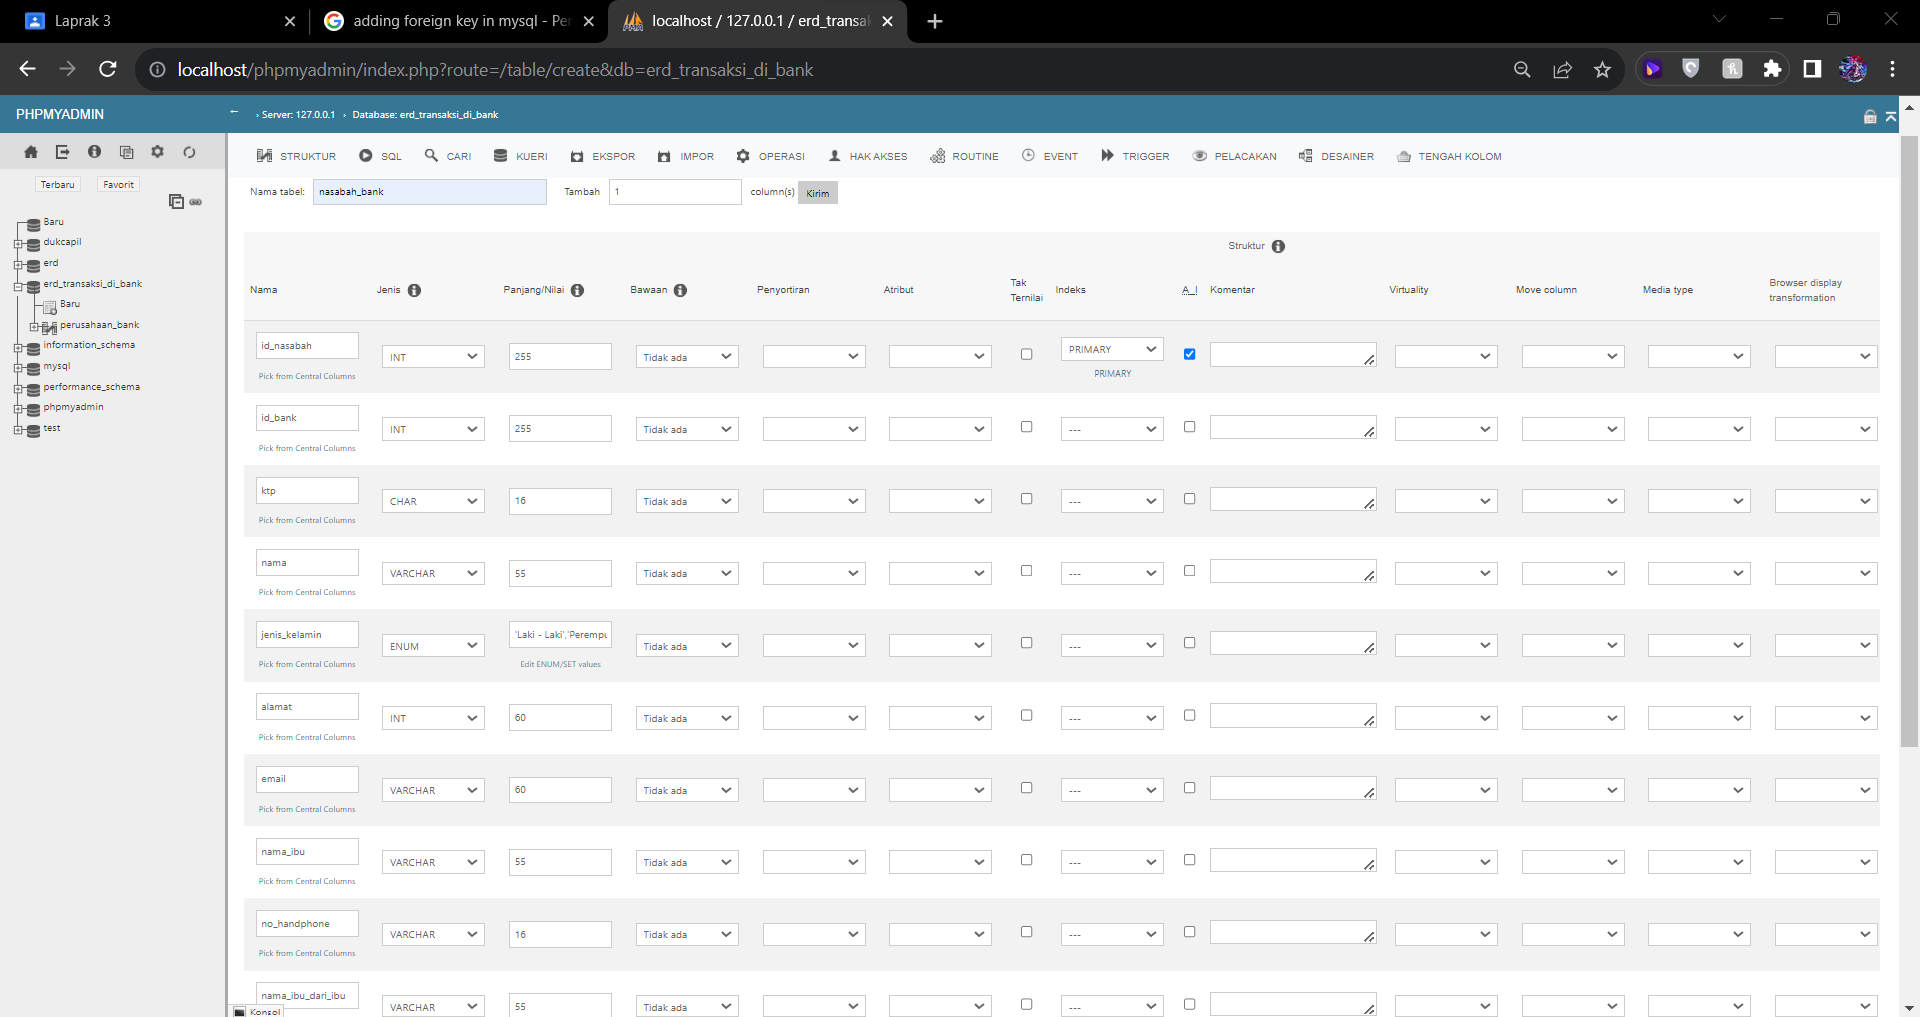 Laprak 3
adding foreign key in mysql - Pe
localhost / 127.0.0.1 / erd_transak
localhost/phpmyadmin/index.php?route=/table/create&db=erd_transaksi_di_bank
PHPMYADMIN
Server: 127.0.0.1 › Database: erd_transaksi_di_bank
STRUKTUR SQL CARI KUERI EKSPOR IMPOR OPERASI HAK AKSES ROUTINE EVENT TRIGGER PELACAKAN DESAINER TENGAH KOLOM
Terbaru Favorit
Baru
dukcapil
erd
erd_transaksi_di_bank
Baru
perusahaan_bank
information_schema
mysql
performance_schema
phpmyadmin
test
Nama tabel: nasabah_bank Tambah 1 column(s) Kirim
Struktur
Nama Jenis Panjang/Nilai Bawaan Penyortiran Atribut Tak Ternilai Indeks A_I Komentar Virtuality Move column Media type Browser display transformation
id_nasabah INT 255 Tidak ada PRIMARY
Pick from Central Columns PRIMARY
id_bank INT 255 Tidak ada ---
Pick from Central Columns
ktp CHAR 16 Tidak ada ---
Pick from Central Columns
nama VARCHAR 55 Tidak ada ---
Pick from Central Columns
jenis_kelamin ENUM 'Laki - Laki','Perempu Tidak ada ---
Pick from Central Columns Edit ENUM/SET values
alamat INT 60 Tidak ada ---
Pick from Central Columns
email VARCHAR 60 Tidak ada ---
Pick from Central Columns
nama_ibu VARCHAR 55 Tidak ada ---
Pick from Central Columns
no_handphone VARCHAR 16 Tidak ada ---
Pick from Central Columns
nama_ibu_dari_ibu VARCHAR 55 Tidak ada ---
Konsol